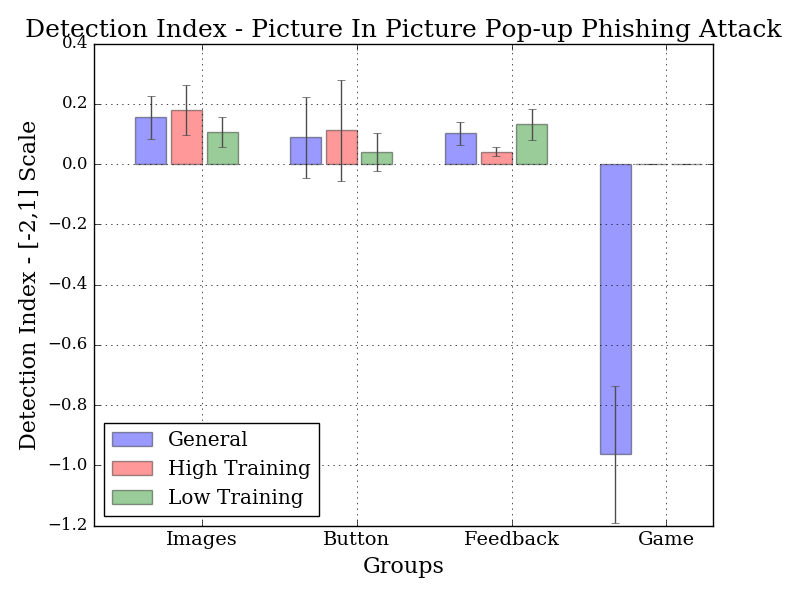 Detection Index - Picture In Picture Pop-up Phishing Attack
0.4
0.2
0.0
−0.2
−0.4
−0.6
−0.8
−1.0
−1.2
Detection Index - [-2,1] Scale
General
High Training
Low Training
Images Button Feedback Game
Groups